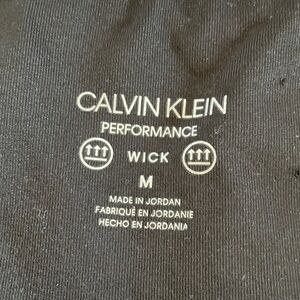 CALVIN KLEIN
PERFORMANCE
WICK
M
MADE IN JORDAN
FABRIQUÉ EN JORDANIE
HECHO EN JORDANIA